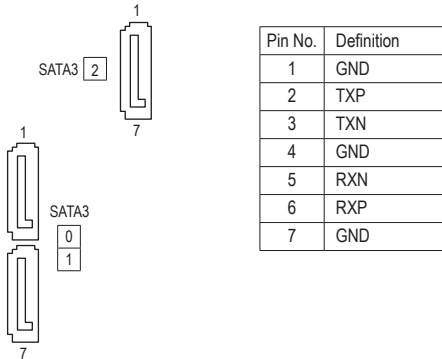 1
SATA3 2
7
1
SATA3
0
1
7
Pin No. Definition
1 GND
2 TXP
3 TXN
4 GND
5 RXN
6 RXP
7 GND